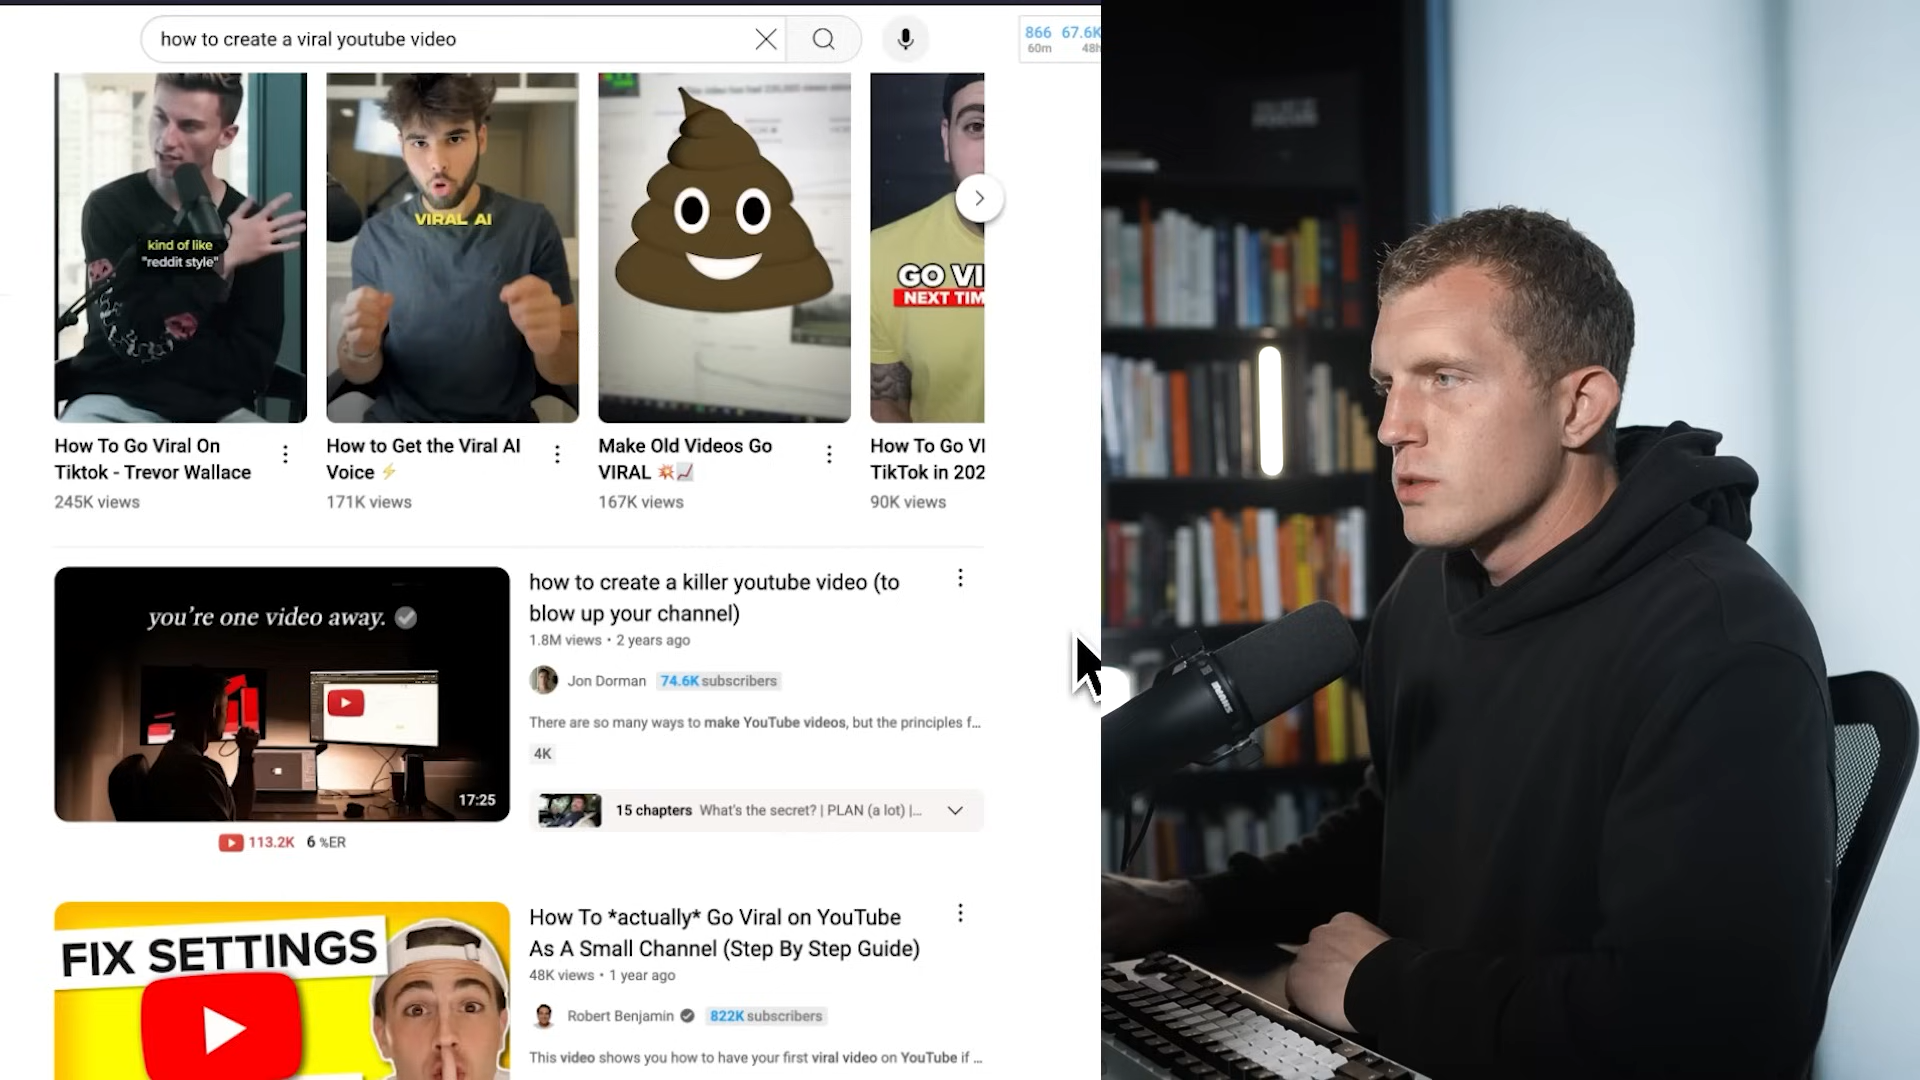 how to create a viral youtube video
866 67.6K
60m 48h
kind of like
"reddit style"
VIRAL AI
GO VI
NEXT TIM
How To Go Viral On
Tiktok - Trevor Wallace
245K views
How to Get the Viral AI
Voice ⚡
171K views
Make Old Videos Go
VIRAL 💥📈
167K views
How To Go VI
TikTok in 202
90K views
you're one video away.
17:25
113.2K 6 %ER
how to create a killer youtube video (to
blow up your channel)
1.8M views • 2 years ago
Jon Dorman 74.6K subscribers
There are so many ways to make YouTube videos, but the principles f...
4K
15 chapters What's the secret? | PLAN (a lot) |...
FIX SETTINGS
How To *actually* Go Viral on YouTube
As A Small Channel (Step By Step Guide)
48K views • 1 year ago
Robert Benjamin 822K subscribers
This video shows you how to have your first viral video on YouTube if ...
SHURE